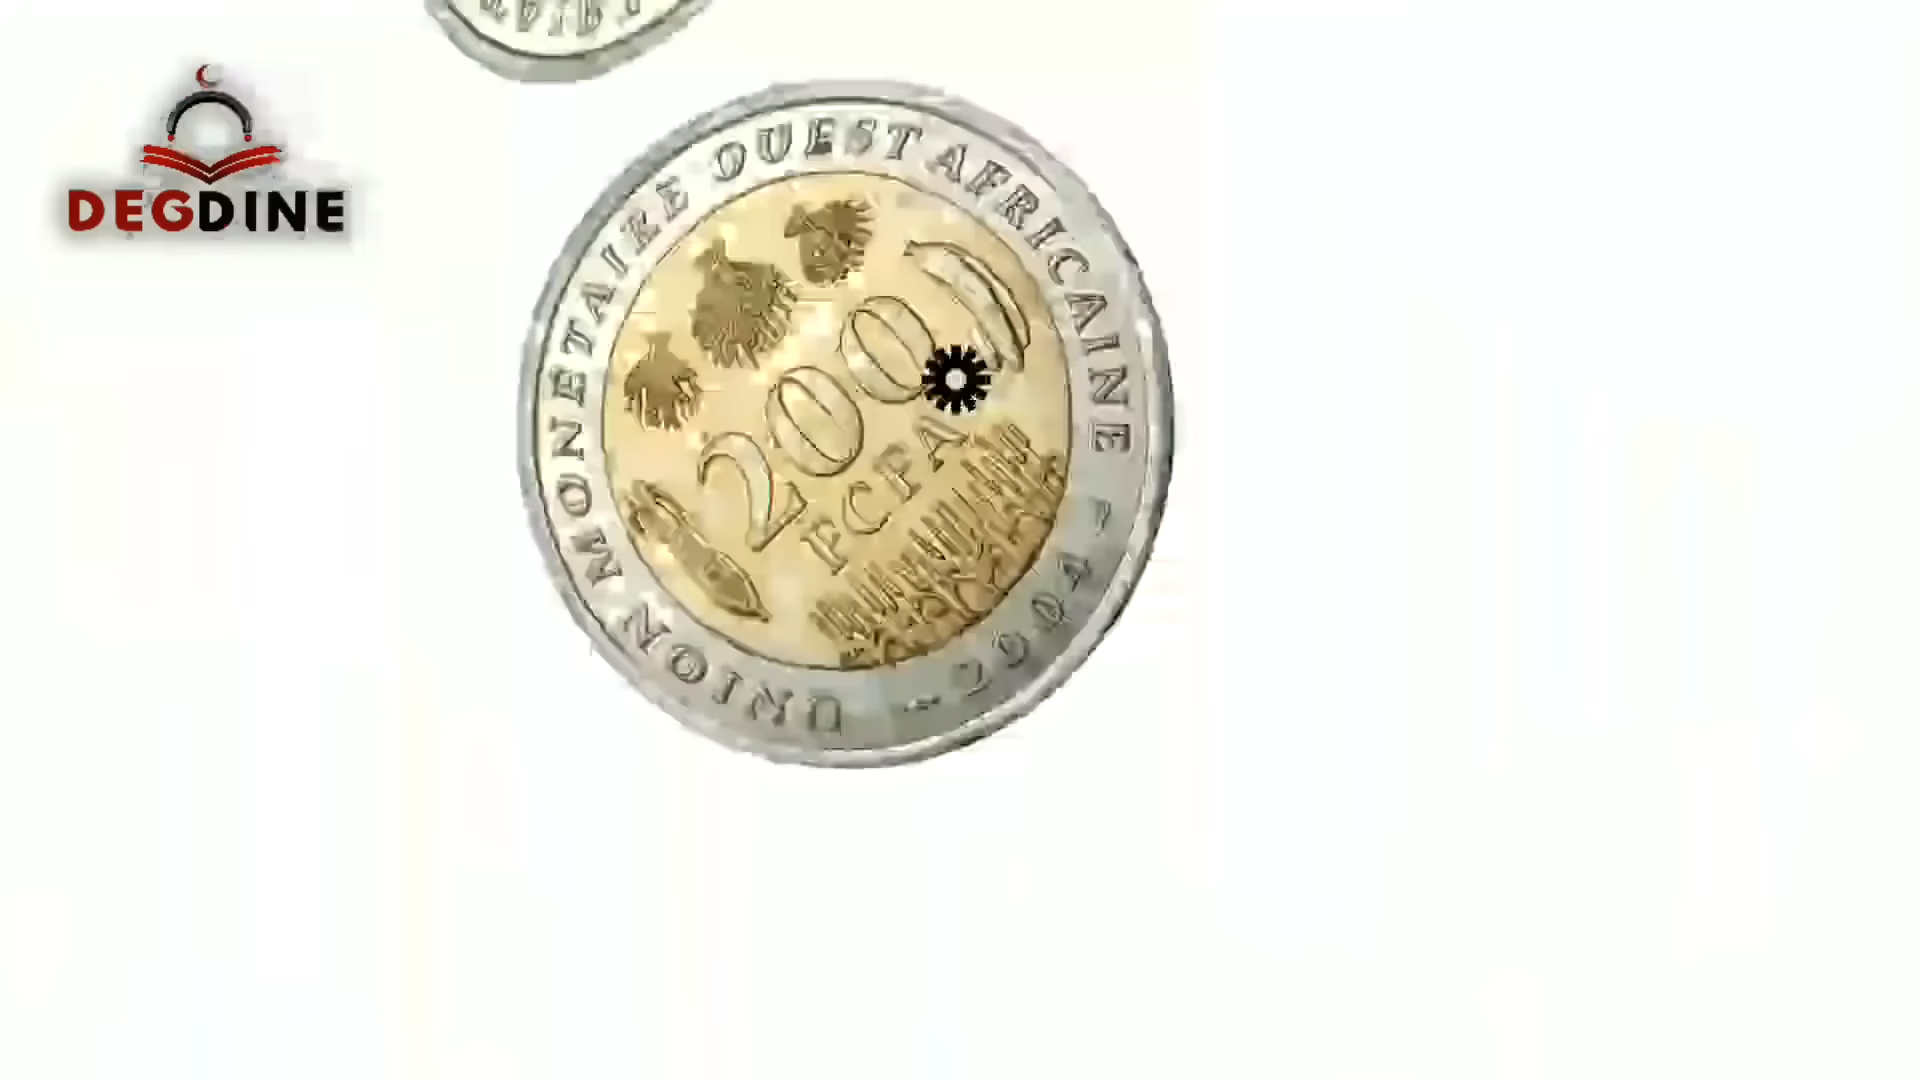 DEGDINE
UNION MONETAIRE OUEST AFRICAINE
200
FCFA
2004